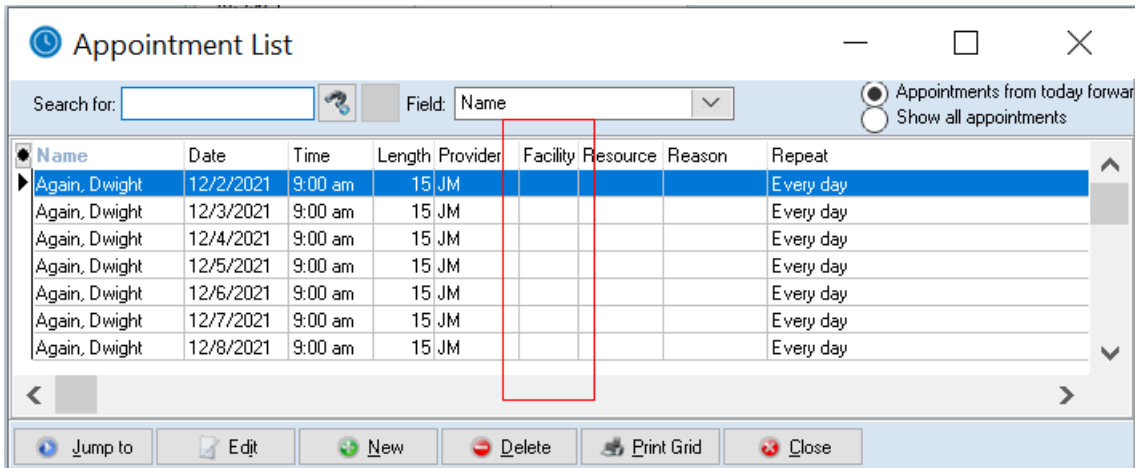 Appointment List
Search for: Field: Name Appointments from today forwar
Show all appointments
Name Date Time Length Provider Facility Resource Reason Repeat
Again, Dwight 12/2/2021 9:00 am 15 JM Every day
Again, Dwight 12/3/2021 9:00 am 15 JM Every day
Again, Dwight 12/4/2021 9:00 am 15 JM Every day
Again, Dwight 12/5/2021 9:00 am 15 JM Every day
Again, Dwight 12/6/2021 9:00 am 15 JM Every day
Again, Dwight 12/7/2021 9:00 am 15 JM Every day
Again, Dwight 12/8/2021 9:00 am 15 JM Every day
Jump to Edit New Delete Print Grid Close